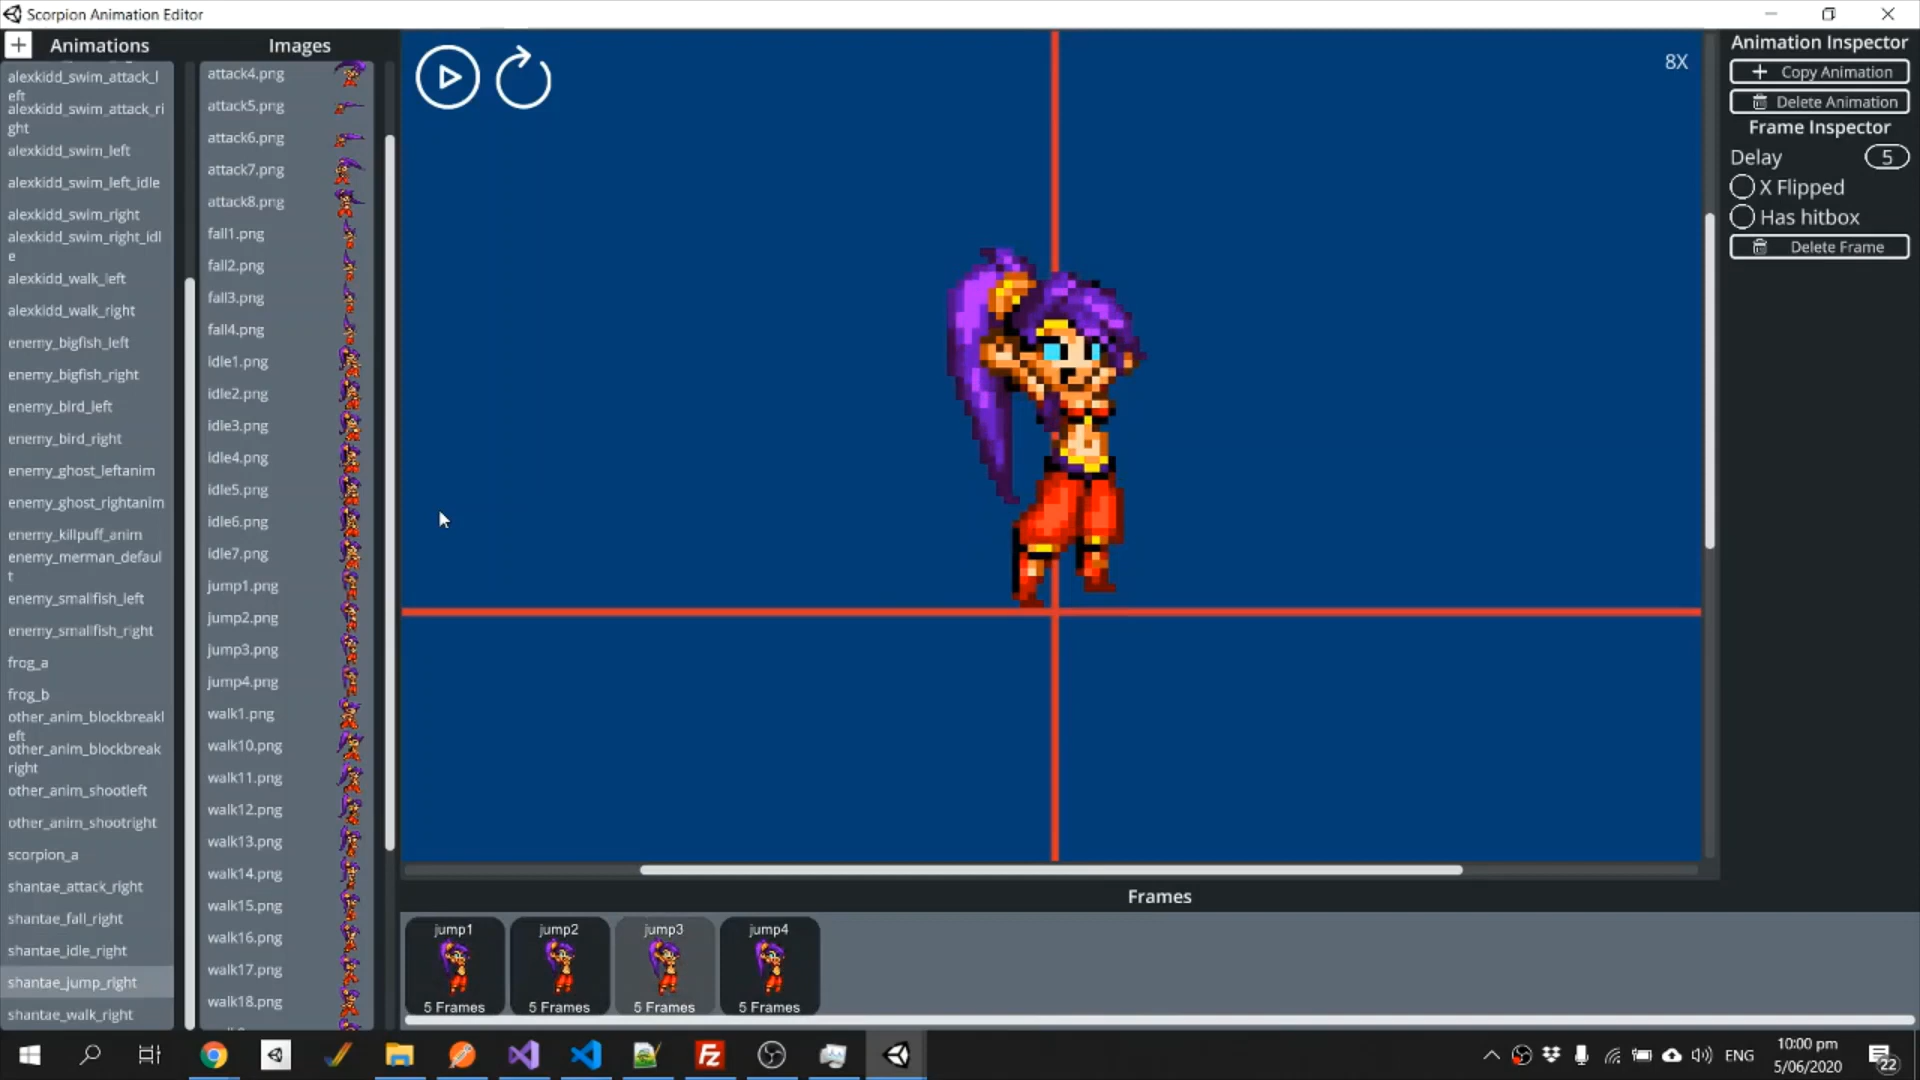 Scorpion Animation Editor
Animations
alexkidd_swim_attack_l
eft
alexkidd_swim_attack_ri
ght
alexkidd_swim_left
alexkidd_swim_left_idle
alexkidd_swim_right
alexkidd_swim_right_idl
e
alexkidd_walk_left
alexkidd_walk_right
enemy_bigfish_left
enemy_bigfish_right
enemy_bird_left
enemy_bird_right
enemy_ghost_leftanim
enemy_ghost_rightanim
enemy_killpuff_anim
enemy_merman_defaul
t
enemy_smallfish_left
enemy_smallfish_right
frog_a
frog_b
other_anim_blockbreakl
eft
other_anim_blockbreak
right
other_anim_shootleft
other_anim_shootright
scorpion_a
shantae_attack_right
shantae_fall_right
shantae_idle_right
shantae_jump_right
shantae_walk_right
Images
attack4.png
attack5.png
attack6.png
attack7.png
attack8.png
fall1.png
fall2.png
fall3.png
fall4.png
idle1.png
idle2.png
idle3.png
idle4.png
idle5.png
idle6.png
idle7.png
jump1.png
jump2.png
jump3.png
jump4.png
walk1.png
walk10.png
walk11.png
walk12.png
walk13.png
walk14.png
walk15.png
walk16.png
walk17.png
walk18.png
8X
Animation Inspector
Copy Animation
Delete Animation
Frame Inspector
Delay 5
X Flipped
Has hitbox
Delete Frame
Frames
jump1 jump2 jump3 jump4
5 Frames 5 Frames 5 Frames 5 Frames
ENG
10:00 pm
5/06/2020
22